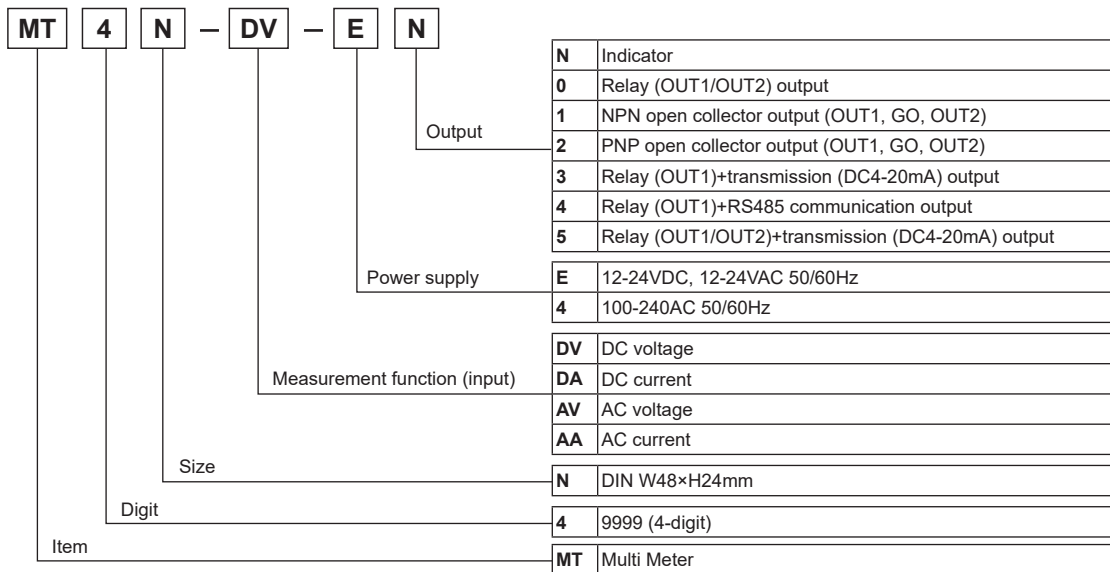 MT 4 N – DV – E N
N Indicator
0 Relay (OUT1/OUT2) output
1 NPN open collector output (OUT1, GO, OUT2)
Output
2 PNP open collector output (OUT1, GO, OUT2)
3 Relay (OUT1)+transmission (DC4-20mA) output
4 Relay (OUT1)+RS485 communication output
5 Relay (OUT1/OUT2)+transmission (DC4-20mA) output
Power supply
E 12-24VDC, 12-24VAC 50/60Hz
4 100-240AC 50/60Hz
DV DC voltage
Measurement function (input)
DA DC current
AV AC voltage
AA AC current
Size
N DIN W48×H24mm
Digit
4 9999 (4-digit)
Item
MT Multi Meter